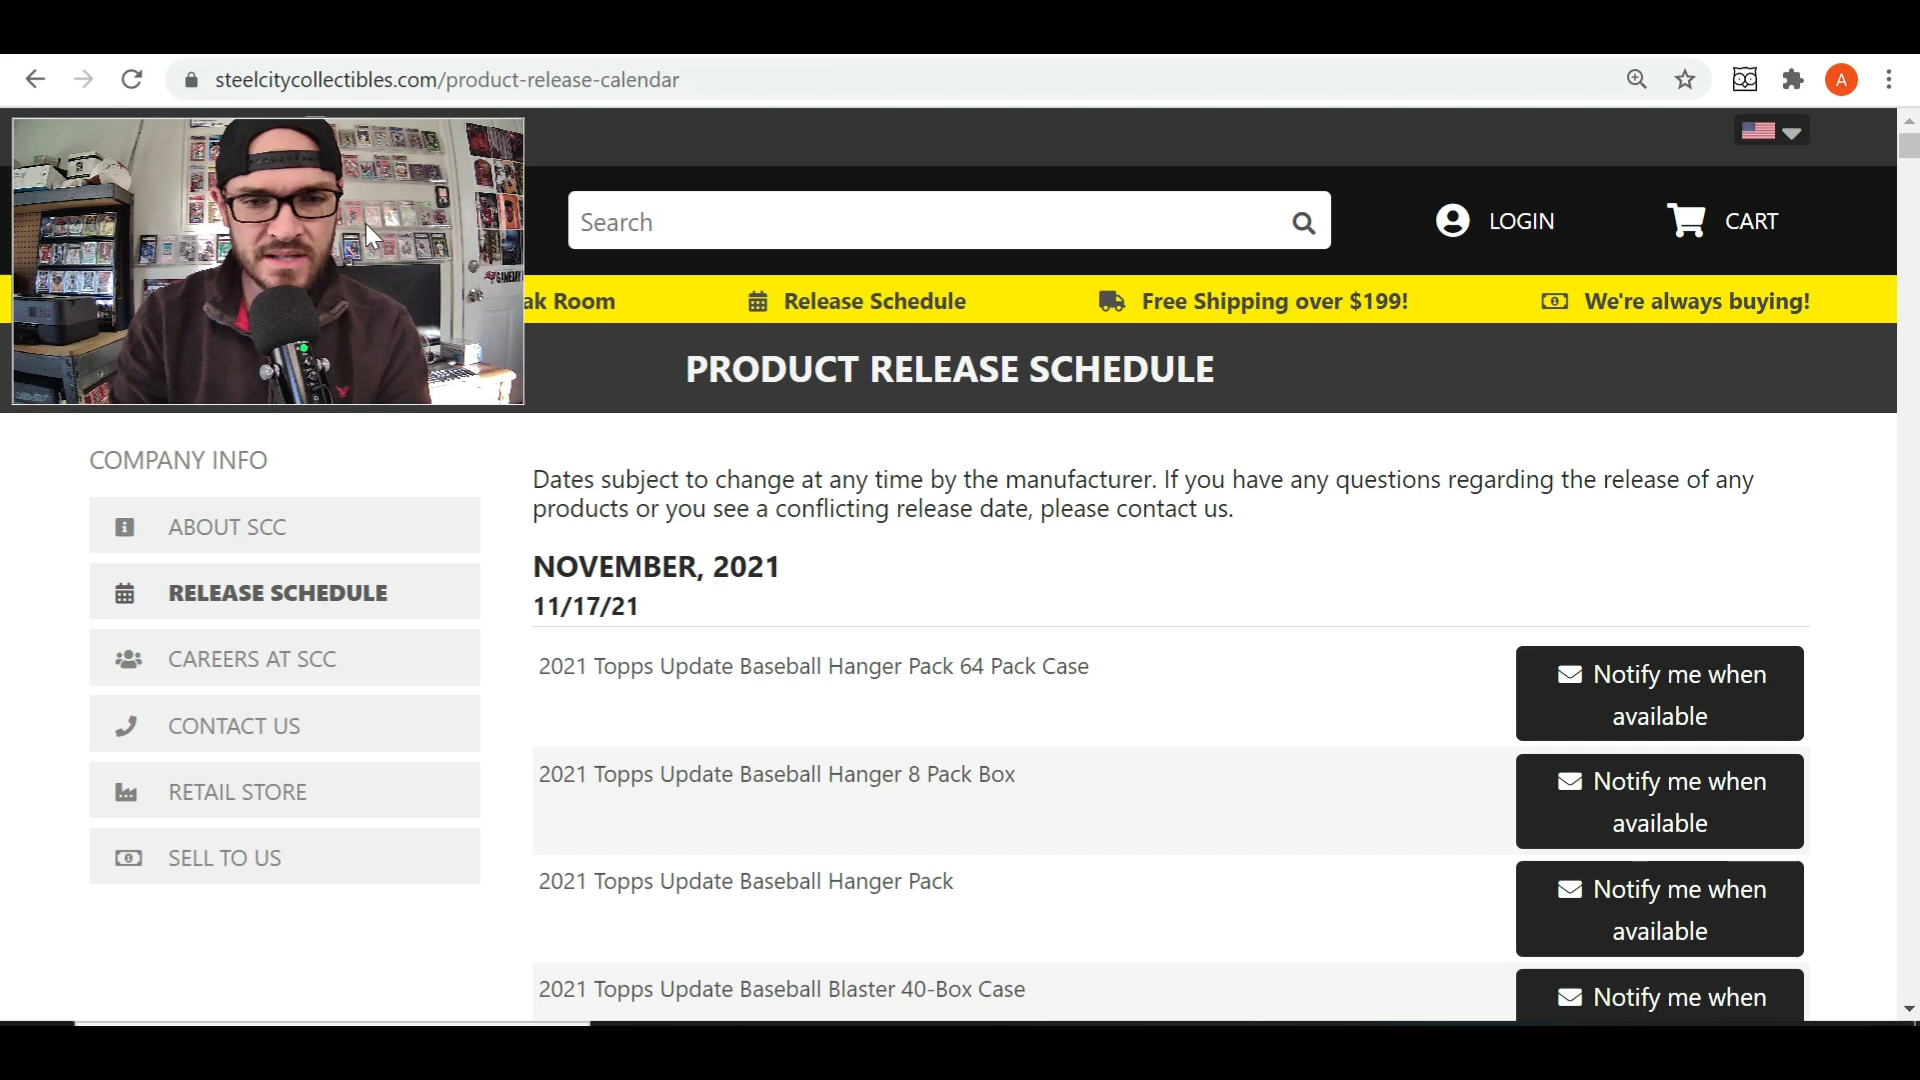 steelcitycollectibles.com/product-release-calendar
A
Search
LOGIN
CART
ak Room
Release Schedule
Free Shipping over $199!
We're always buying!
PRODUCT RELEASE SCHEDULE
COMPANY INFO
ABOUT SCC
RELEASE SCHEDULE
CAREERS AT SCC
CONTACT US
RETAIL STORE
SELL TO US
Dates subject to change at any time by the manufacturer. If you have any questions regarding the release of any
products or you see a conflicting release date, please contact us.
NOVEMBER, 2021
11/17/21
2021 Topps Update Baseball Hanger Pack 64 Pack Case
Notify me when
available
2021 Topps Update Baseball Hanger 8 Pack Box
Notify me when
available
2021 Topps Update Baseball Hanger Pack
Notify me when
available
2021 Topps Update Baseball Blaster 40-Box Case
Notify me when